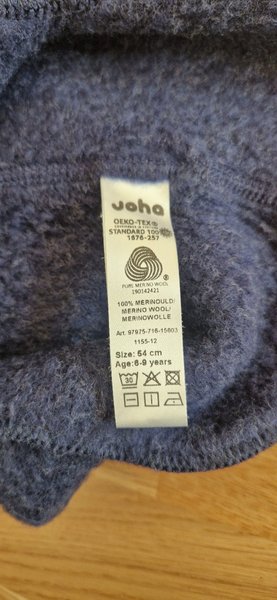 Joha
OEKO-TEX®
STANDARD 100
1676-257
®
PURE MERINO WOOL
190142421
100% MERINOULD/
MERINO WOOL/
MERINOWOLLE
Art. 97975-716-15603
1155-12
Size: 54 cm
Age: 6-9 years
30